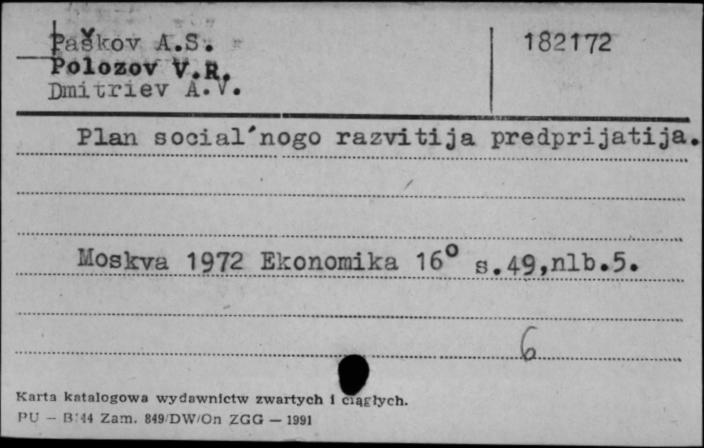 Paškov A.S.
182172
Polozov V.R.
Dmitriev A.V.
Plan social′nogo razvitija predprijatija.
Moskva 1972 Ekonomika 16° s.49,nlb.5.
6
Karta katalogowa wydawnictw zwartych i ciągłych.
PU — B/44 Zam. 849/DW/On ZGG — 1991